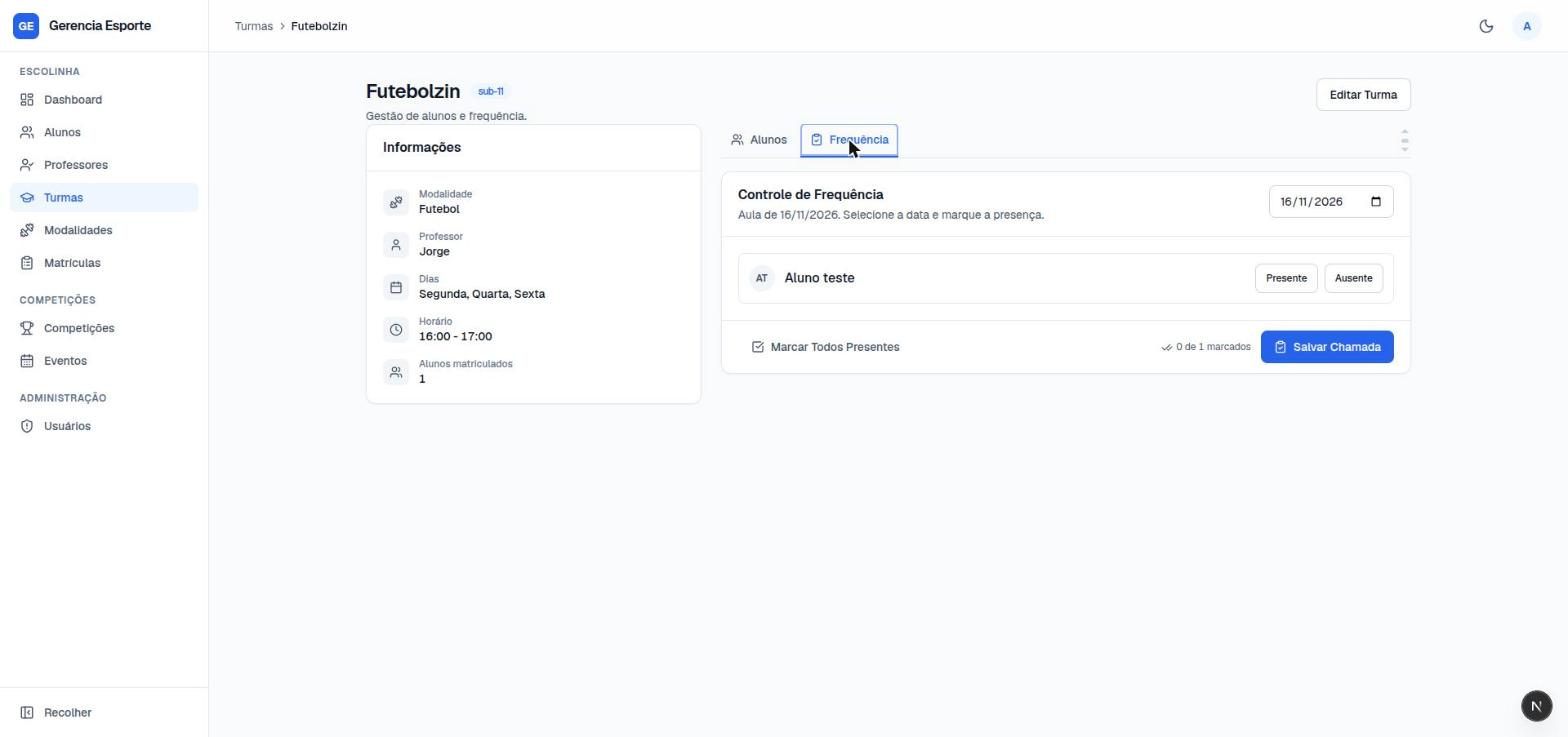 GE Gerencia Esporte
Turmas > Futebolzin
A
ESCOLINHA
Dashboard
Alunos
Professores
Turmas
Modalidades
Matrículas
COMPETIÇÕES
Competições
Eventos
ADMINISTRAÇÃO
Usuários
Recolher
Futebolzin sub-11
Gestão de alunos e frequência.
Editar Turma
Informações
Modalidade
Futebol
Professor
Jorge
Dias
Segunda, Quarta, Sexta
Horário
16:00 - 17:00
Alunos matriculados
1
Alunos Frequência
Controle de Frequência
Aula de 16/11/2026. Selecione a data e marque a presença.
16/11/2026
AT Aluno teste Presente Ausente
Marcar Todos Presentes 0 de 1 marcados Salvar Chamada
N